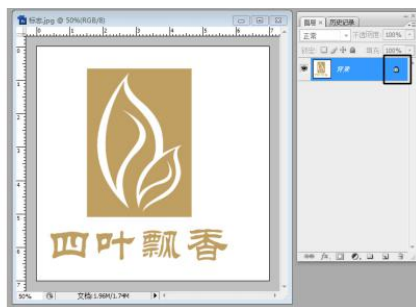 标志.jpg @ 50%(RGB/8)
图层 × 历史记录
正常 不透明度: 100%
锁定: 填充: 100%
背景
四叶飘香
50% 文档:1.96M/1.74M